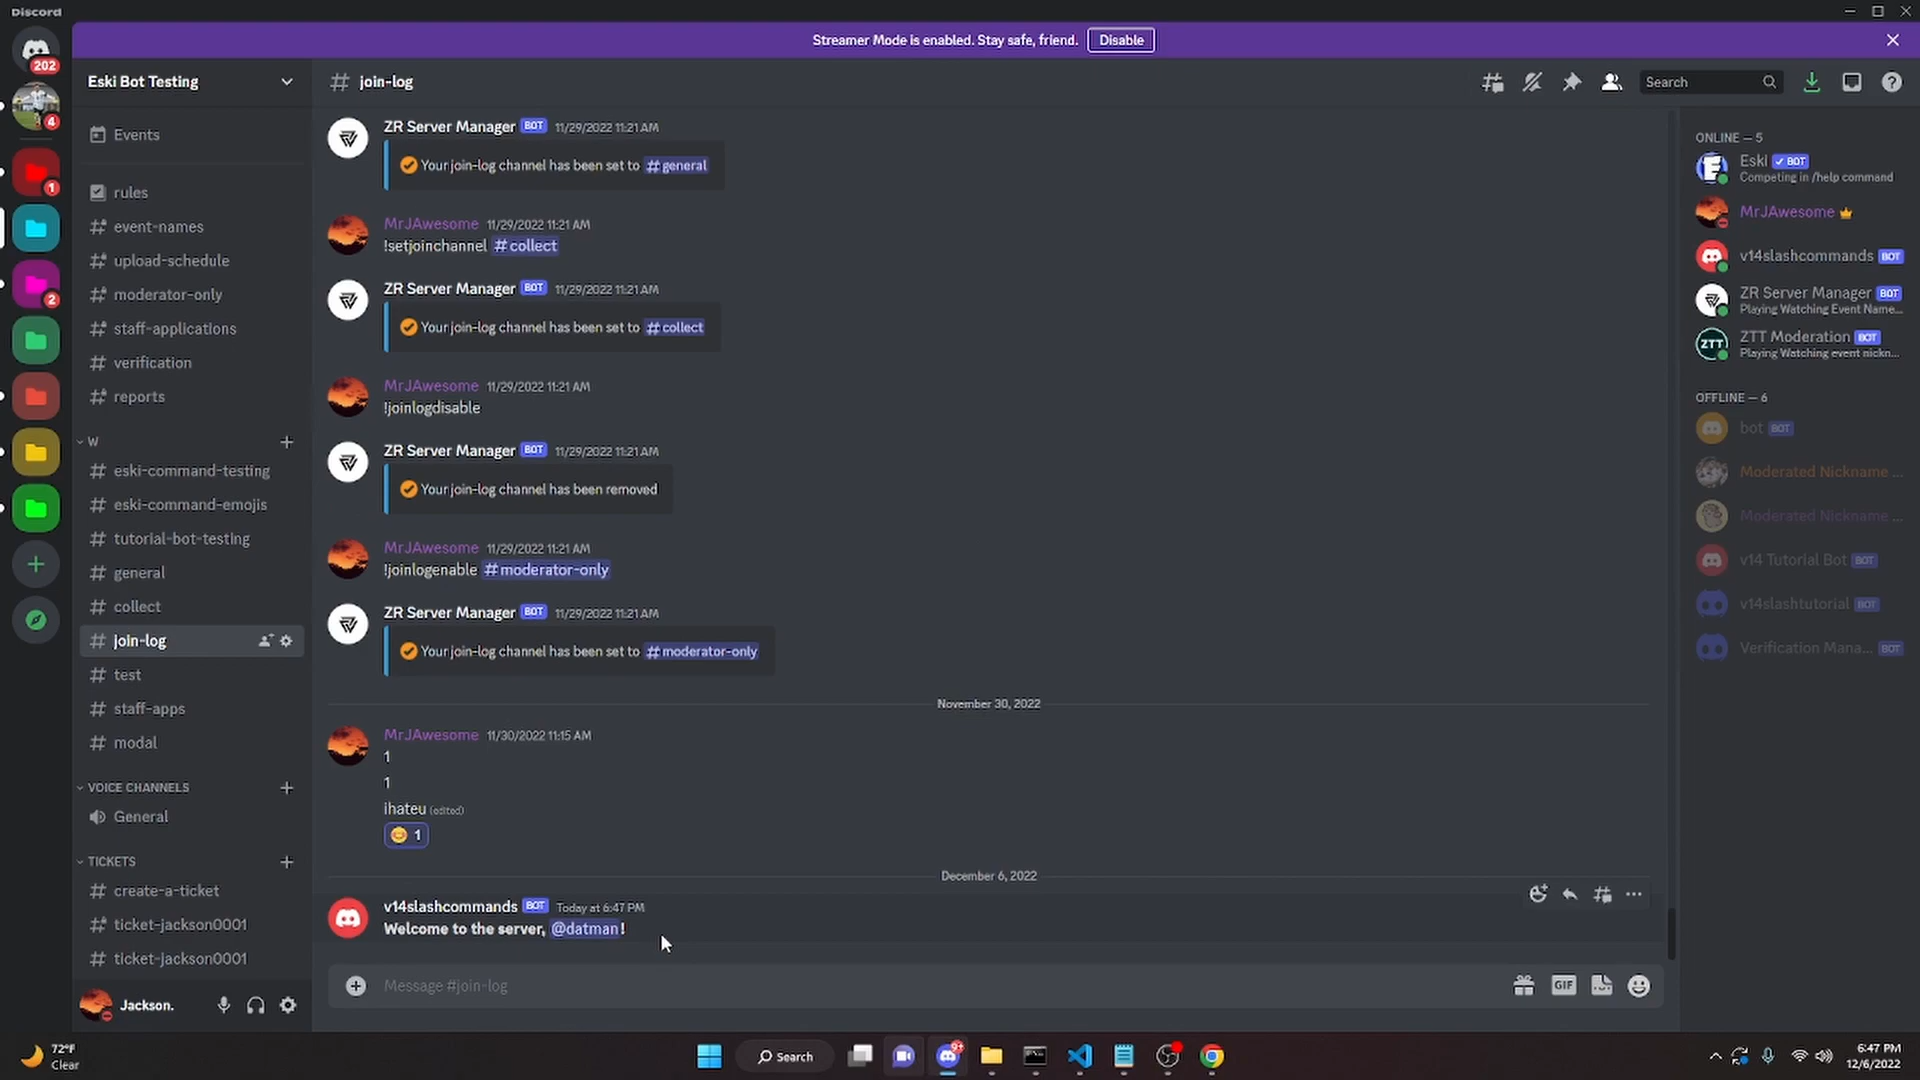 Discord
Streamer Mode is enabled. Stay safe, friend. Disable
202
4
1
2
Eski Bot Testing
Events
rules
event-names
upload-schedule
moderator-only
staff-applications
verification
reports
W
eski-command-testing
eski-command-emojis
tutorial-bot-testing
general
collect
join-log
test
staff-apps
modal
VOICE CHANNELS
General
TICKETS
create-a-ticket
ticket-jackson0001
ticket-jackson0001
Jackson.
join-log
Search
ZR Server Manager BOT 11/29/2022 11:21 AM
Your join-log channel has been set to #general
MrJAwesome 11/29/2022 11:21 AM
!setjoinchannel #collect
ZR Server Manager BOT 11/29/2022 11:21 AM
Your join-log channel has been set to #collect
MrJAwesome 11/29/2022 11:21 AM
!joinlogdisable
ZR Server Manager BOT 11/29/2022 11:21 AM
Your join-log channel has been removed
MrJAwesome 11/29/2022 11:21 AM
!joinlogenable #moderator-only
ZR Server Manager BOT 11/29/2022 11:21 AM
Your join-log channel has been set to #moderator-only
November 30, 2022
MrJAwesome 11/30/2022 11:15 AM
1
1
ihateu (edited)
1
December 6, 2022
v14slashcommands BOT Today at 6:47 PM
Welcome to the server, @datman!
Message #join-log
GIF
ONLINE — 5
Eski BOT
Competing in /help command
MrJAwesome
v14slashcommands BOT
ZR Server Manager BOT
Playing Watching Event Name...
ZTT
ZTT Moderation BOT
Playing Watching event nickn...
OFFLINE — 6
bot BOT
Moderated Nickname ...
Moderated Nickname ...
v14 Tutorial Bot BOT
v14slashtutorial BOT
Verification Mana... BOT
72°F
Clear
Search
9+
6:47 PM
12/6/2022